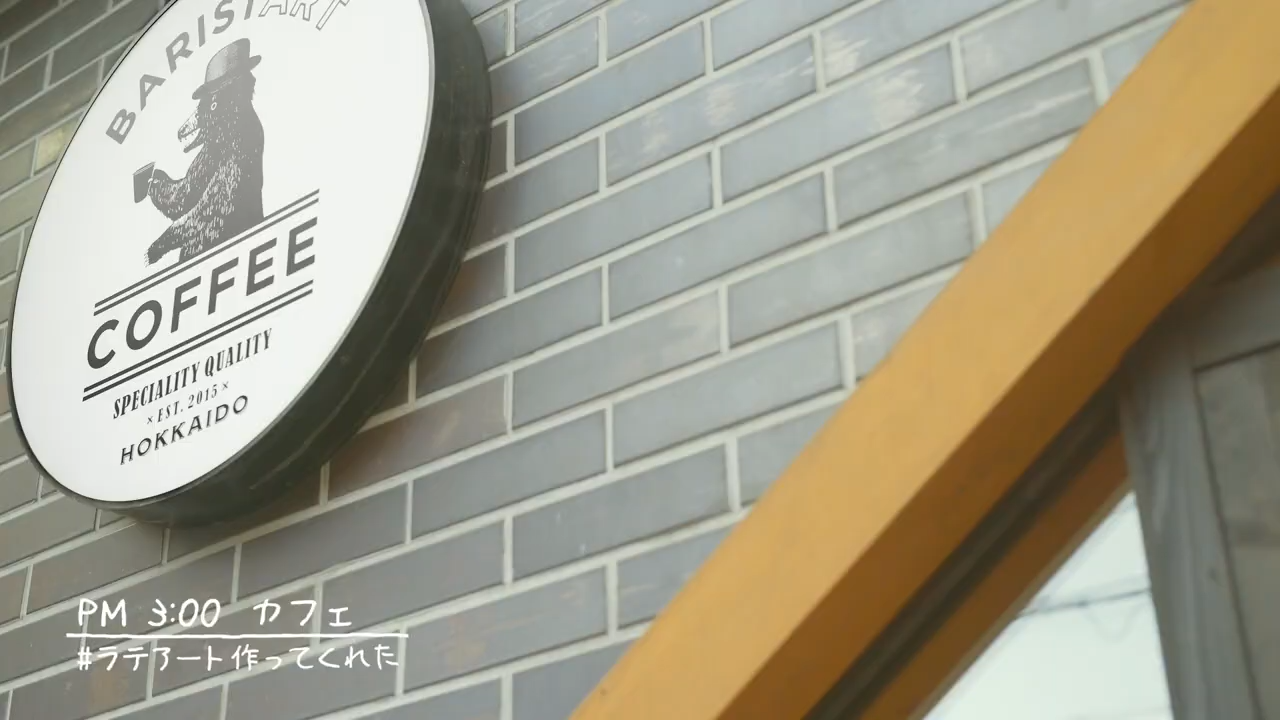 BARISTART
COFFEE
SPECIALITY QUALITY
×EST. 2015×
HOKKAIDO
PM 3:00 カフェ
#ラテアート作ってくれた